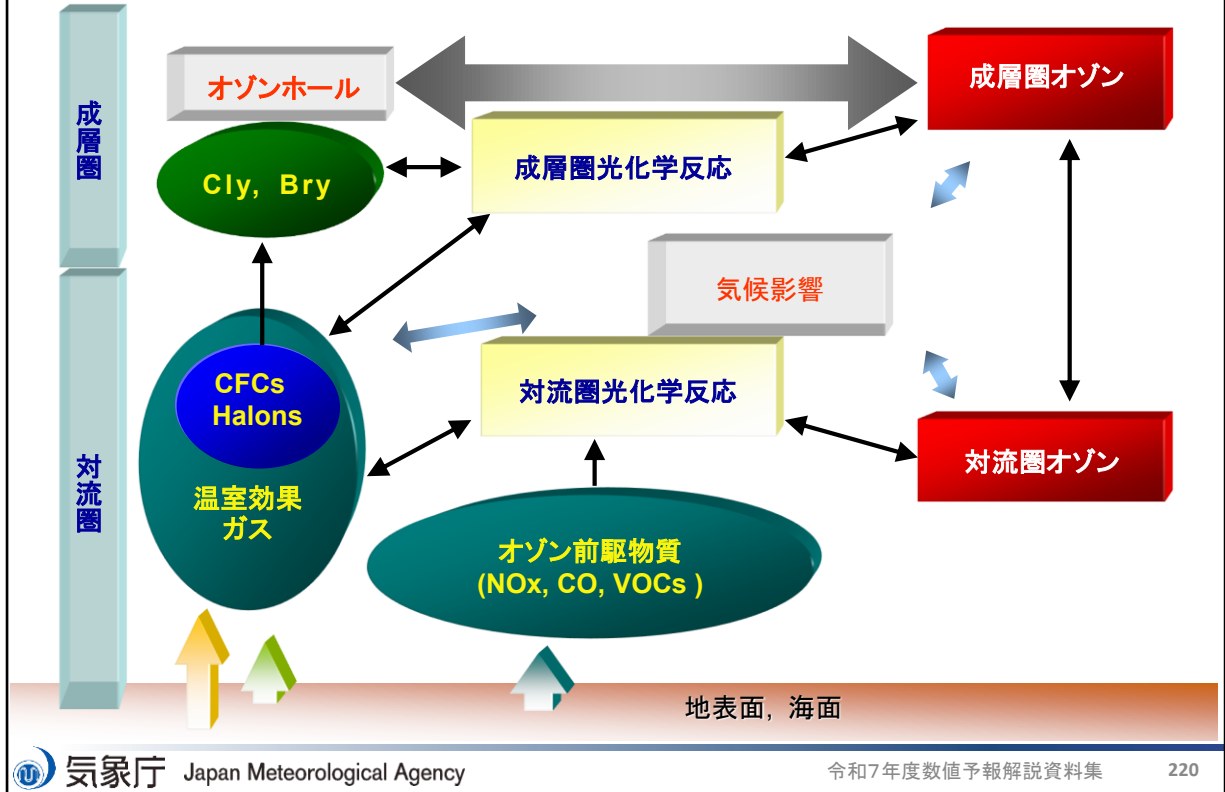 成層圏
オゾンホール
成層圏オゾン
Cly, Bry
成層圏光化学反応
気候影響
対流圏
CFCs
Halons
温室効果
ガス
対流圏光化学反応
対流圏オゾン
オゾン前駆物質
(NOx, CO, VOCs )
地表面, 海面
気象庁 Japan Meteorological Agency
令和7年度数値予報解説資料集 220